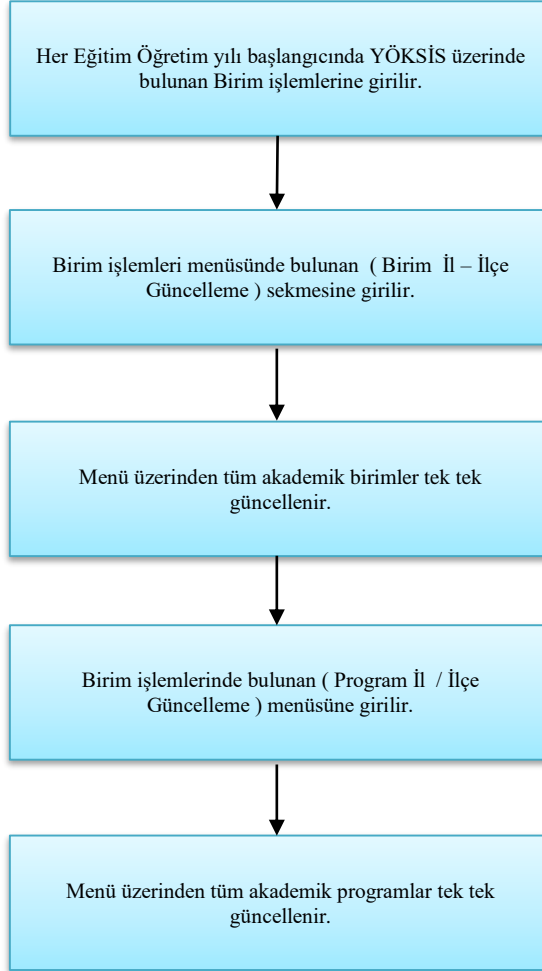 Her Eğitim Öğretim yılı başlangıcında YÖKSİS üzerinde
bulunan Birim işlemlerine girilir.
Birim işlemleri menüsünde bulunan ( Birim İl – İlçe
Güncelleme ) sekmesine girilir.
Menü üzerinden tüm akademik birimler tek tek
güncellenir.
Birim işlemlerinde bulunan ( Program İl / İlçe
Güncelleme ) menüsüne girilir.
Menü üzerinden tüm akademik programlar tek tek
güncellenir.